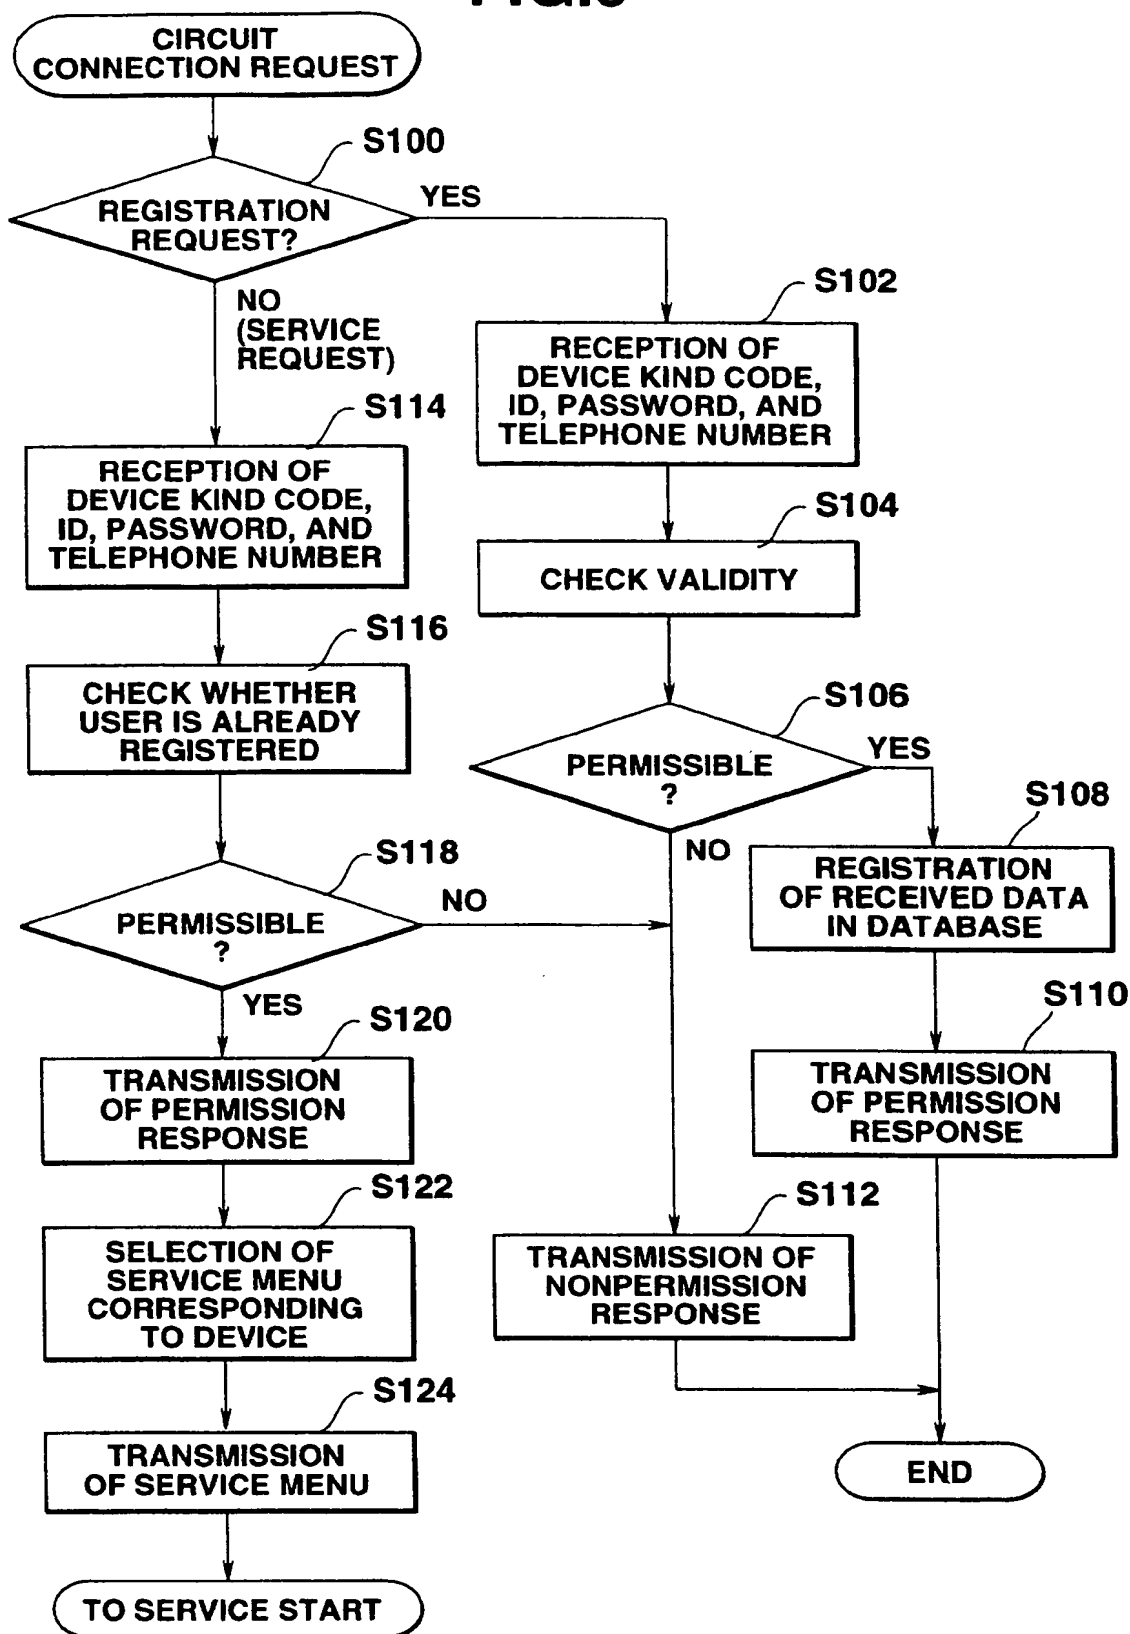 CIRCUIT
CONNECTION REQUEST
S100
REGISTRATION
REQUEST?
YES
NO
(SERVICE
REQUEST)
S102
RECEPTION OF
DEVICE KIND CODE,
ID, PASSWORD, AND
TELEPHONE NUMBER
S104
CHECK VALIDITY
S106
PERMISSIBLE
?
YES
NO
S108
REGISTRATION
OF RECEIVED DATA
IN DATABASE
S110
TRANSMISSION
OF PERMISSION
RESPONSE
S112
TRANSMISSION OF
NONPERMISSION
RESPONSE
END
S114
RECEPTION OF
DEVICE KIND CODE,
ID, PASSWORD, AND
TELEPHONE NUMBER
S116
CHECK WHETHER
USER IS ALREADY
REGISTERED
S118
PERMISSIBLE
?
NO
YES
S120
TRANSMISSION
OF PERMISSION
RESPONSE
S122
SELECTION OF
SERVICE MENU
CORRESPONDING
TO DEVICE
S124
TRANSMISSION
OF SERVICE MENU
TO SERVICE START